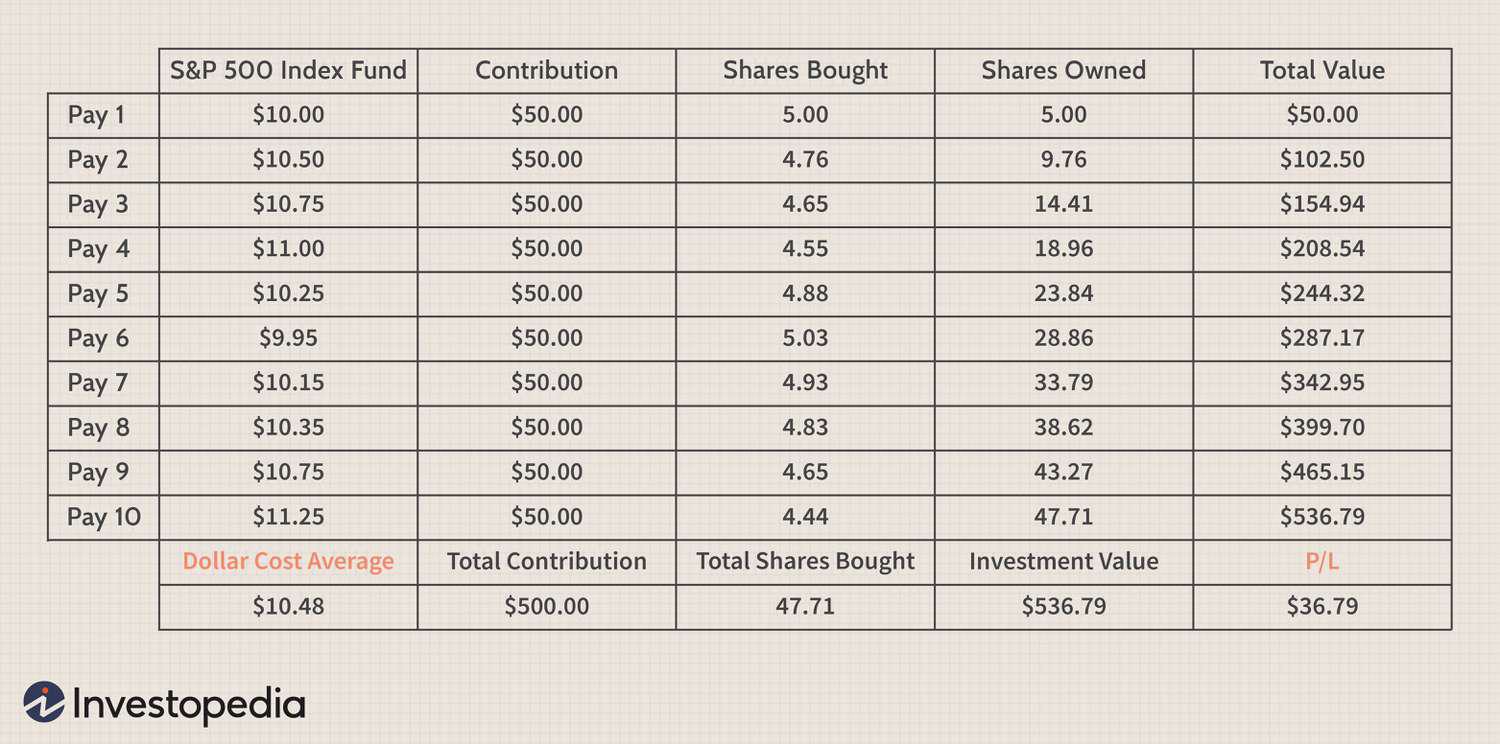 S&P 500 Index Fund Contribution Shares Bought Shares Owned Total Value
Pay 1 $10.00 $50.00 5.00 5.00 $50.00
Pay 2 $10.50 $50.00 4.76 9.76 $102.50
Pay 3 $10.75 $50.00 4.65 14.41 $154.94
Pay 4 $11.00 $50.00 4.55 18.96 $208.54
Pay 5 $10.25 $50.00 4.88 23.84 $244.32
Pay 6 $9.95 $50.00 5.03 28.86 $287.17
Pay 7 $10.15 $50.00 4.93 33.79 $342.95
Pay 8 $10.35 $50.00 4.83 38.62 $399.70
Pay 9 $10.75 $50.00 4.65 43.27 $465.15
Pay 10 $11.25 $50.00 4.44 47.71 $536.79
Dollar Cost Average Total Contribution Total Shares Bought Investment Value P/L
$10.48 $500.00 47.71 $536.79 $36.79
Investopedia